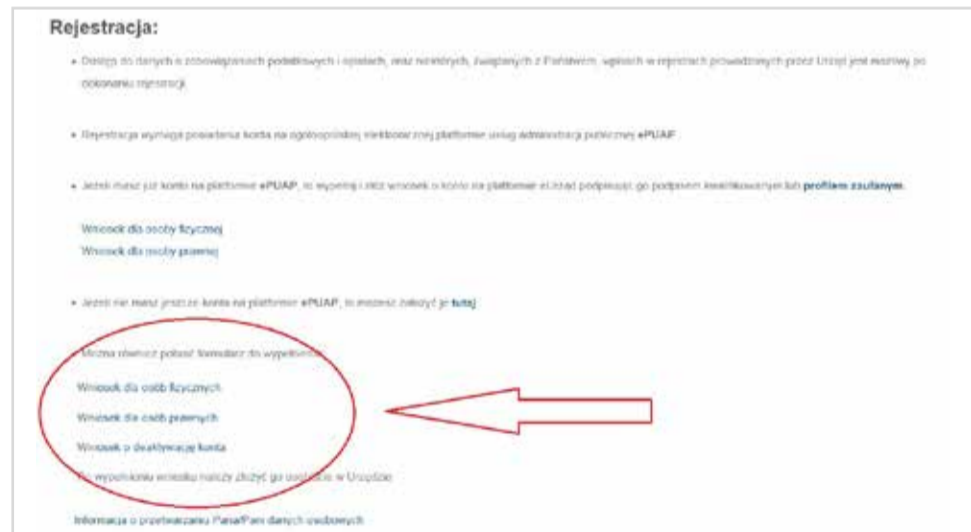 Rejestracja:
• Dostęp do danych o zobowiązaniach podatkowych i opłatach, oraz niektórych, związanych z Państwem, wpisach w rejestrach prowadzonych przez Urząd jest możliwy po
dokonaniu rejestracji.
• Rejestracja wymaga posiadania konta na ogólnopolskiej elektronicznej platformie usług administracji publicznej ePUAP.
• Jeżeli masz już konto na platformie ePUAP, to wypełnij i złóż wniosek o konto na platformie eUrząd podpisując go podpisem kwalifikowanym lub profilem zaufanym.
Wniosek dla osoby fizycznej
Wniosek dla osoby prawnej
• Jeżeli nie masz jeszcze konta na platformie ePUAP, to możesz założyć je tutaj
• Można również pobrać formularz do wypełnienia
Wniosek dla osób fizycznych
Wniosek dla osób prawnych
Wniosek o deaktywację konta
Po wypełnieniu wniosku należy złożyć go osobiście w Urzędzie
Informacja o przetwarzaniu Pana/Pani danych osobowych